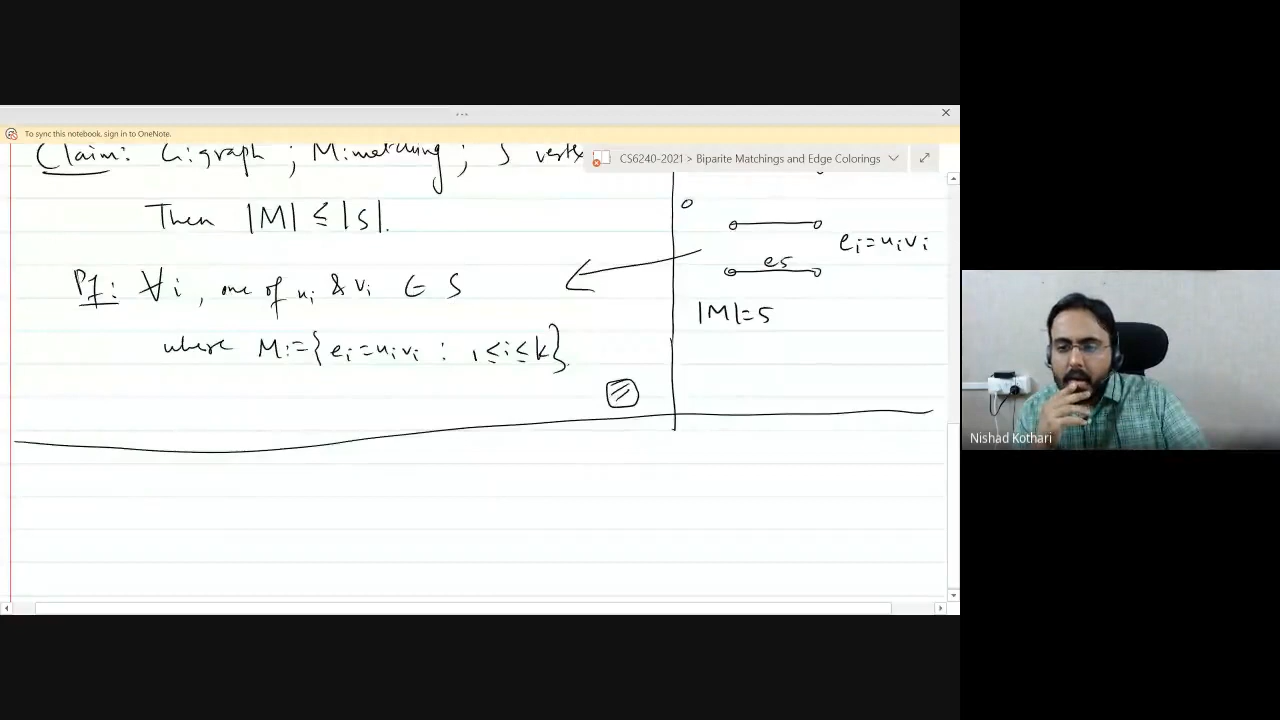 To sync this notebook, sign in to OneNote.
CS6240-2021 > Biparite Matchings and Edge Colorings
Claim: G: graph ; M: matching ; S verte
Then |M| ≤ |S|.
Pf: ∀i, one of ui & vi ∈ S
where M := {ei = uivi : 1 ≤ i ≤ k}.
ei = uivi
e5
|M| = 5
Nishad Kothari